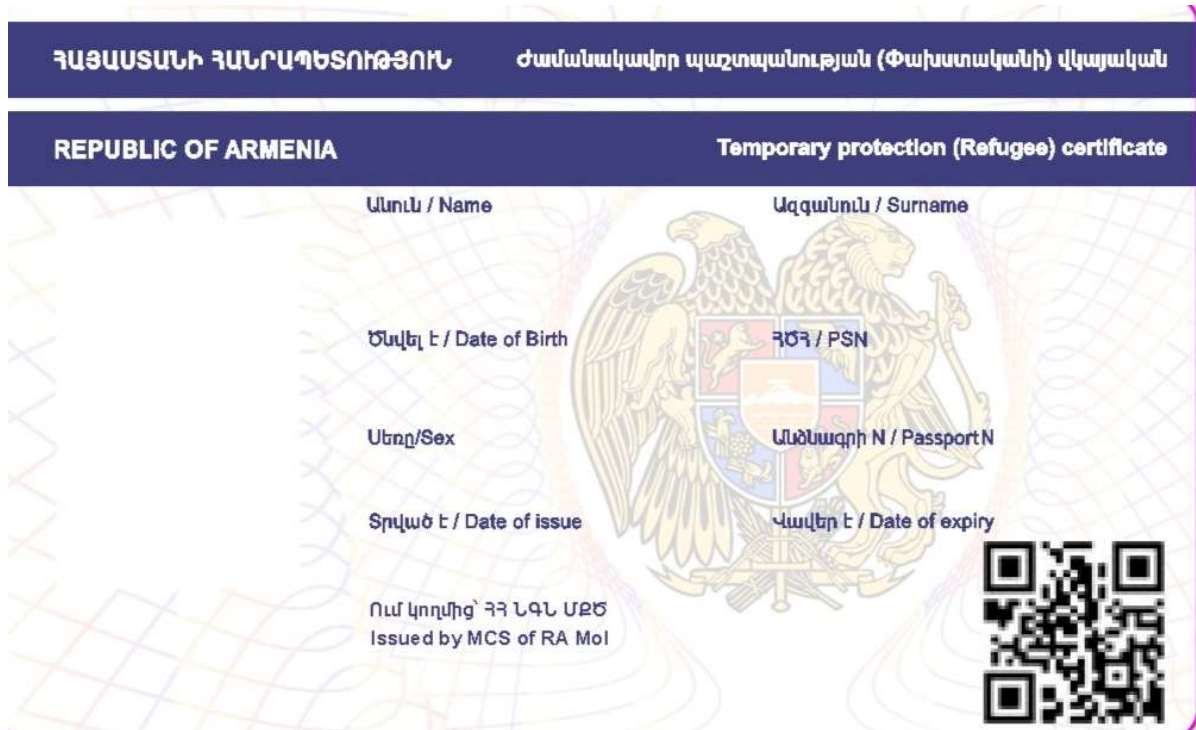 ՀԱՅԱՍՏԱՆԻ ՀԱՆՐԱՊԵՏՈՒԹՅՈՒՆ ժամանակավոր պաշտպանության (Փախստականի) վկայական
REPUBLIC OF ARMENIA Temporary protection (Refugee) certificate
Անուն / Name Ազգանուն / Surname
Ծնվել է / Date of Birth ՀԾՀ / PSN
Սեռը/Sex Անձնագրի N / Passport N
Տրված է / Date of issue Վավեր է / Date of expiry
Ում կողմից՝ ՀՀ ՆԳՆ ՄՔԾ
Issued by MCS of RA MoI